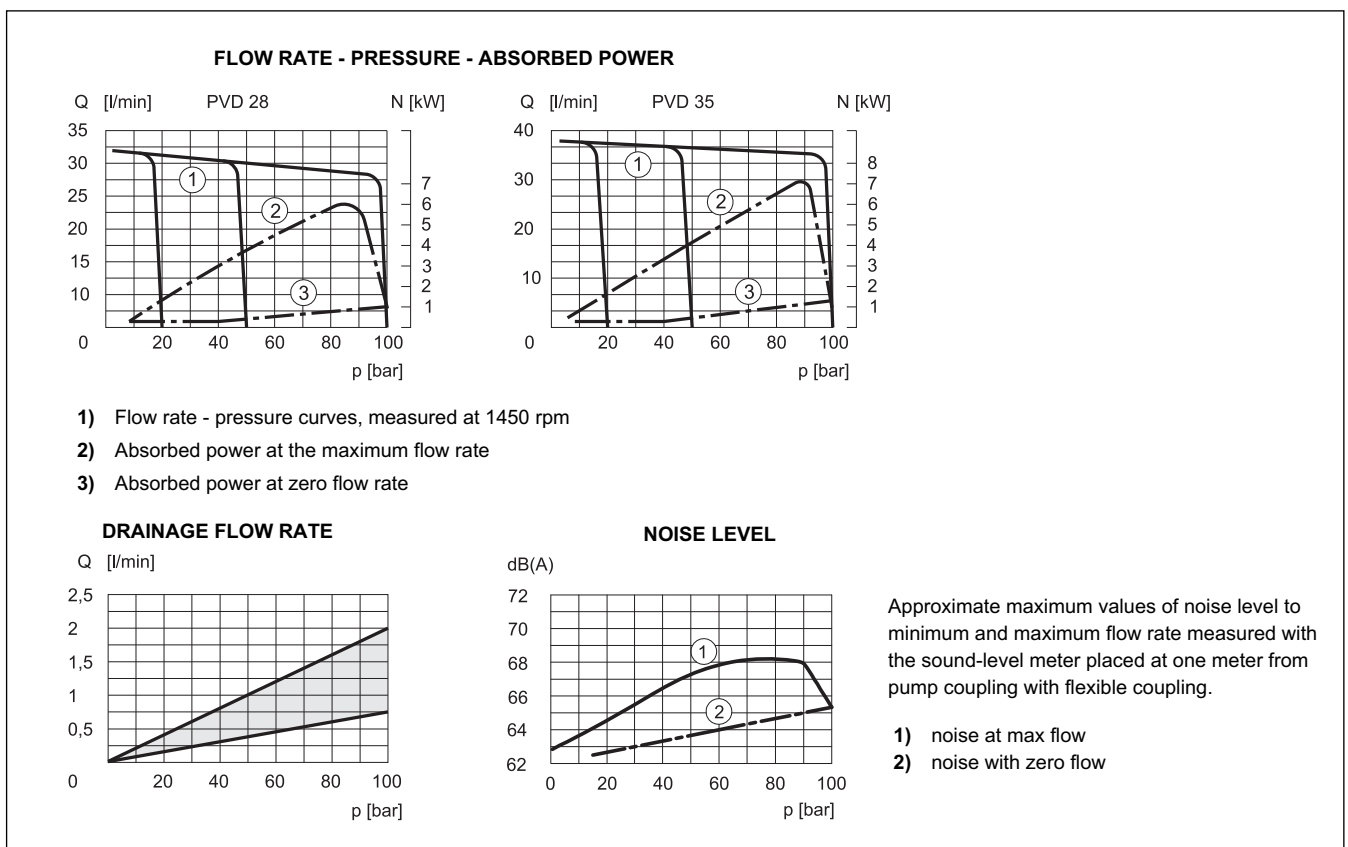 FLOW RATE - PRESSURE - ABSORBED POWER
Q [l/min] PVD 28 N [kW]
35
30
25
20
15
10
0
7
6
5
4
3
2
1
1
2
3
20 40 60 80 100
p [bar]
Q [l/min] PVD 35 N [kW]
40
30
20
10
0
8
7
6
5
4
3
2
1
1
2
3
20 40 60 80 100
p [bar]
1) Flow rate - pressure curves, measured at 1450 rpm
2) Absorbed power at the maximum flow rate
3) Absorbed power at zero flow rate
DRAINAGE FLOW RATE
Q [l/min]
2,5
2
1,5
1
0,5
0 20 40 60 80 100
p [bar]
NOISE LEVEL
dB(A)
72
70
68
66
64
62
1
2
0 20 40 60 80 100
p [bar]
Approximate maximum values of noise level to
minimum and maximum flow rate measured with
the sound-level meter placed at one meter from
pump coupling with flexible coupling.
1) noise at max flow
2) noise with zero flow